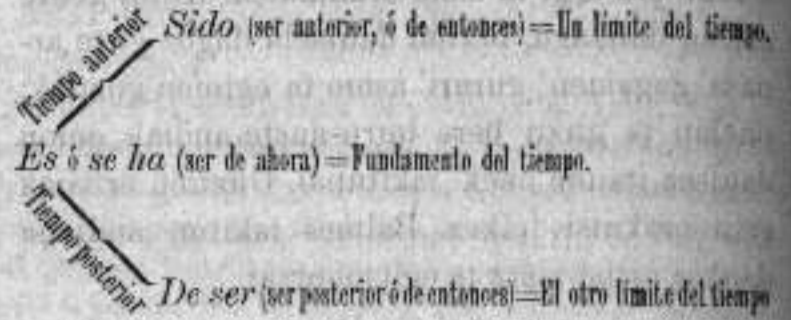 Sido (ser anterior, ó de entonces)=Un límite del tiempo.
Tiempo anterior
Es ó se ha (ser de ahora)=Fundamento del tiempo.
Tiempo posterior
De ser (ser posterior ó de entonces)=El otro límite del tiempo